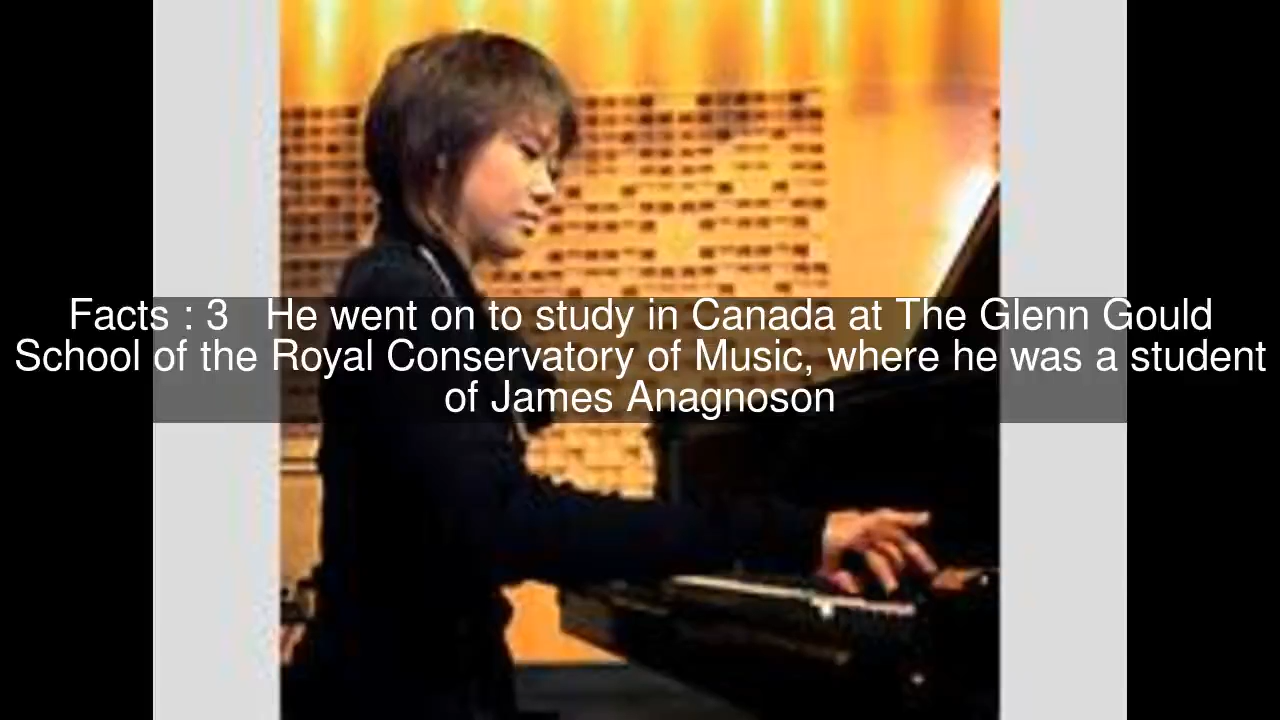 Facts : 3 He went on to study in Canada at The Glenn Gould
School of the Royal Conservatory of Music, where he was a student
of James Anagnoson